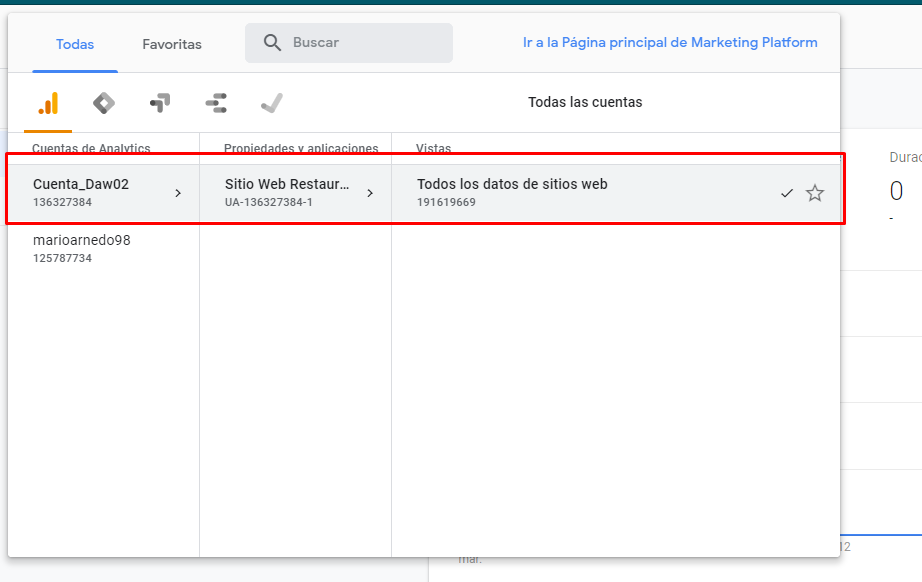 Todas
Favoritas
Buscar
Ir a la Página principal de Marketing Platform
Todas las cuentas
Cuentas de Analytics
Propiedades y aplicaciones
Vistas
Cuenta_Daw02
136327384
Sitio Web Restaur...
UA-136327384-1
Todos los datos de sitios web
191619669
marioarnedo98
125787734
Durac
0
-
12
mar.